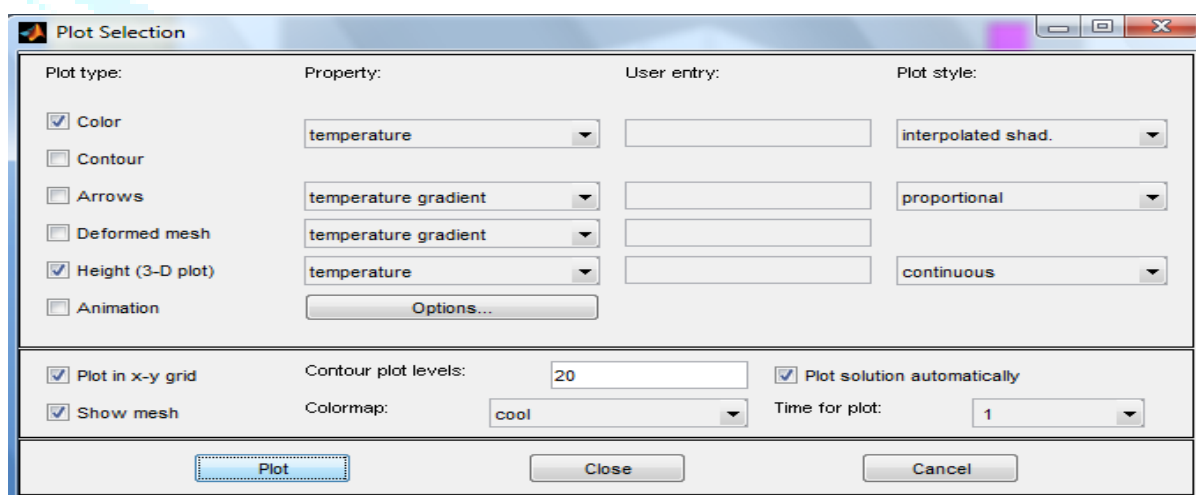 Plot Selection
Plot type: Property: User entry: Plot style:
Color temperature interpolated shad.
Contour
Arrows temperature gradient proportional
Deformed mesh temperature gradient
Height (3-D plot) temperature continuous
Animation Options...
Plot in x-y grid Contour plot levels: 20 Plot solution automatically
Show mesh Colormap: cool Time for plot: 1
Plot Close Cancel